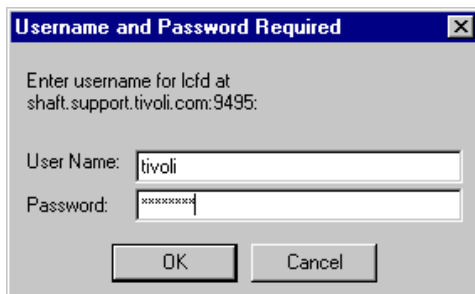 Username and Password Required
Enter username for lcfd at
shaft.support.tivoli.com:9495:
User Name: tivoli
Password: ********
OK Cancel